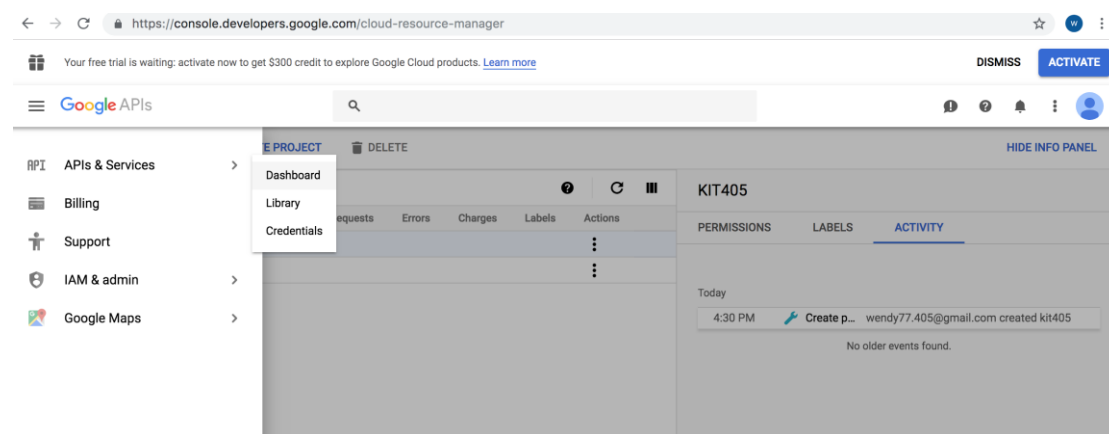 https://console.developers.google.com/cloud-resource-manager
W
Your free trial is waiting: activate now to get $300 credit to explore Google Cloud products. Learn more
DISMISS
ACTIVATE
Google APIs
E PROJECT
DELETE
HIDE INFO PANEL
API
APIs & Services
Billing
Support
IAM & admin
Google Maps
Dashboard
Library
Credentials
equests Errors Charges Labels Actions
KIT405
PERMISSIONS LABELS ACTIVITY
Today
4:30 PM Create p... wendy77.405@gmail.com created kit405
No older events found.